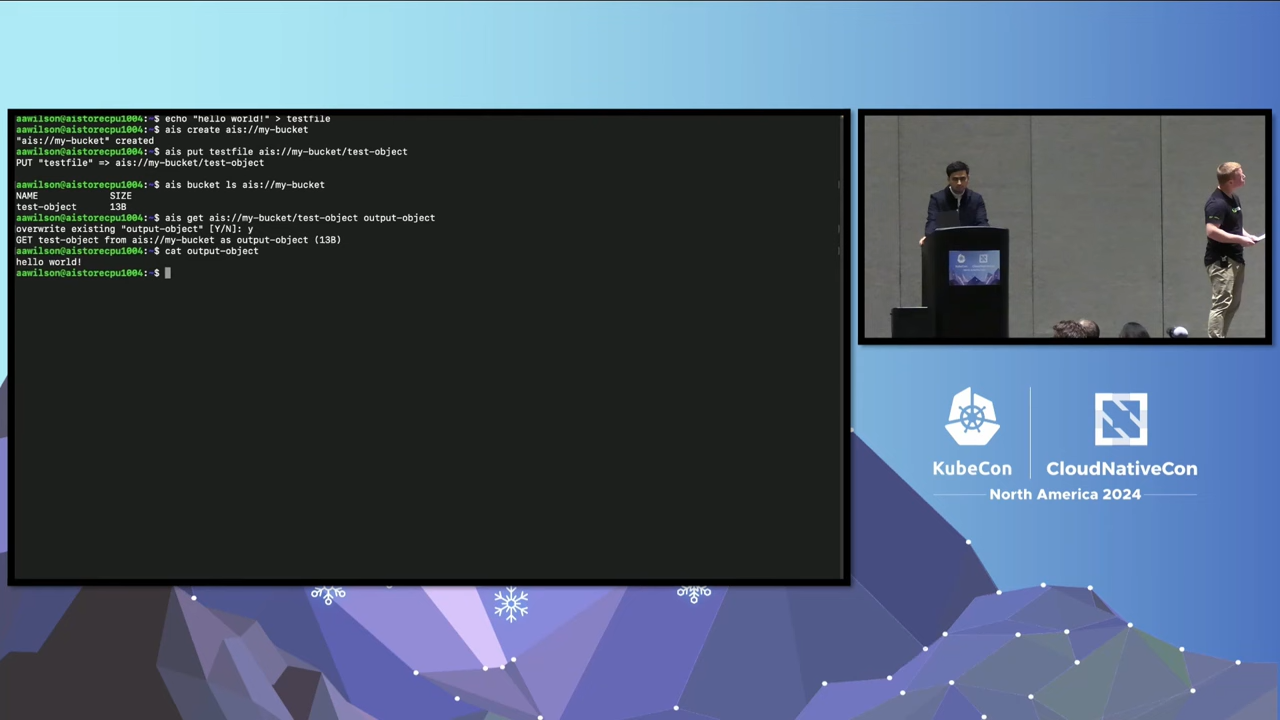 aawilson@aistorecpu1004:~$ echo "hello world!" > testfile
aawilson@aistorecpu1004:~$ ais create ais://my-bucket
"ais://my-bucket" created
aawilson@aistorecpu1004:~$ ais put testfile ais://my-bucket/test-object
PUT "testfile" => ais://my-bucket/test-object
aawilson@aistorecpu1004:~$ ais bucket ls ais://my-bucket
NAME SIZE
test-object 13B
aawilson@aistorecpu1004:~$ ais get ais://my-bucket/test-object output-object
overwrite existing "output-object" [Y/N]: y
GET test-object from ais://my-bucket as output-object (13B)
aawilson@aistorecpu1004:~$ cat output-object
hello world!
aawilson@aistorecpu1004:~$
KubeCon
CloudNativeCon
North America 2024